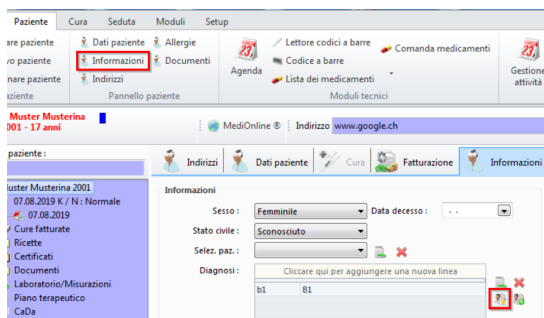 Paziente Cura Seduta Moduli Setup
are paziente Dati paziente Allergie Lettore codici a barre Comanda medicamenti
vo paziente Informazioni Documenti Agenda Codice a barre Gestione attività
nare paziente Indirizzi Lista dei medicamenti
aziente Pannello paziente Moduli tecnici
Muster Musterina
2001 - 17 anni MediOnline ® Indirizzo www.google.ch
paziente :
Indirizzi Dati paziente Cura Fatturazione Informazioni
Muster Musterina 2001
07.08.2019 K / N : Normale
07.08.2019
Cure fatturate
Ricette
Certificati
Documenti
Laboratorio/Misurazioni
Piano terapeutico
CaDa
Informazioni
Sesso : Femminile Data decesso : . .
Stato civile : Sconosciuto
Selez. paz. :
Diagnosi : Cliccare qui per aggiungere una nuova linea
b1 B1